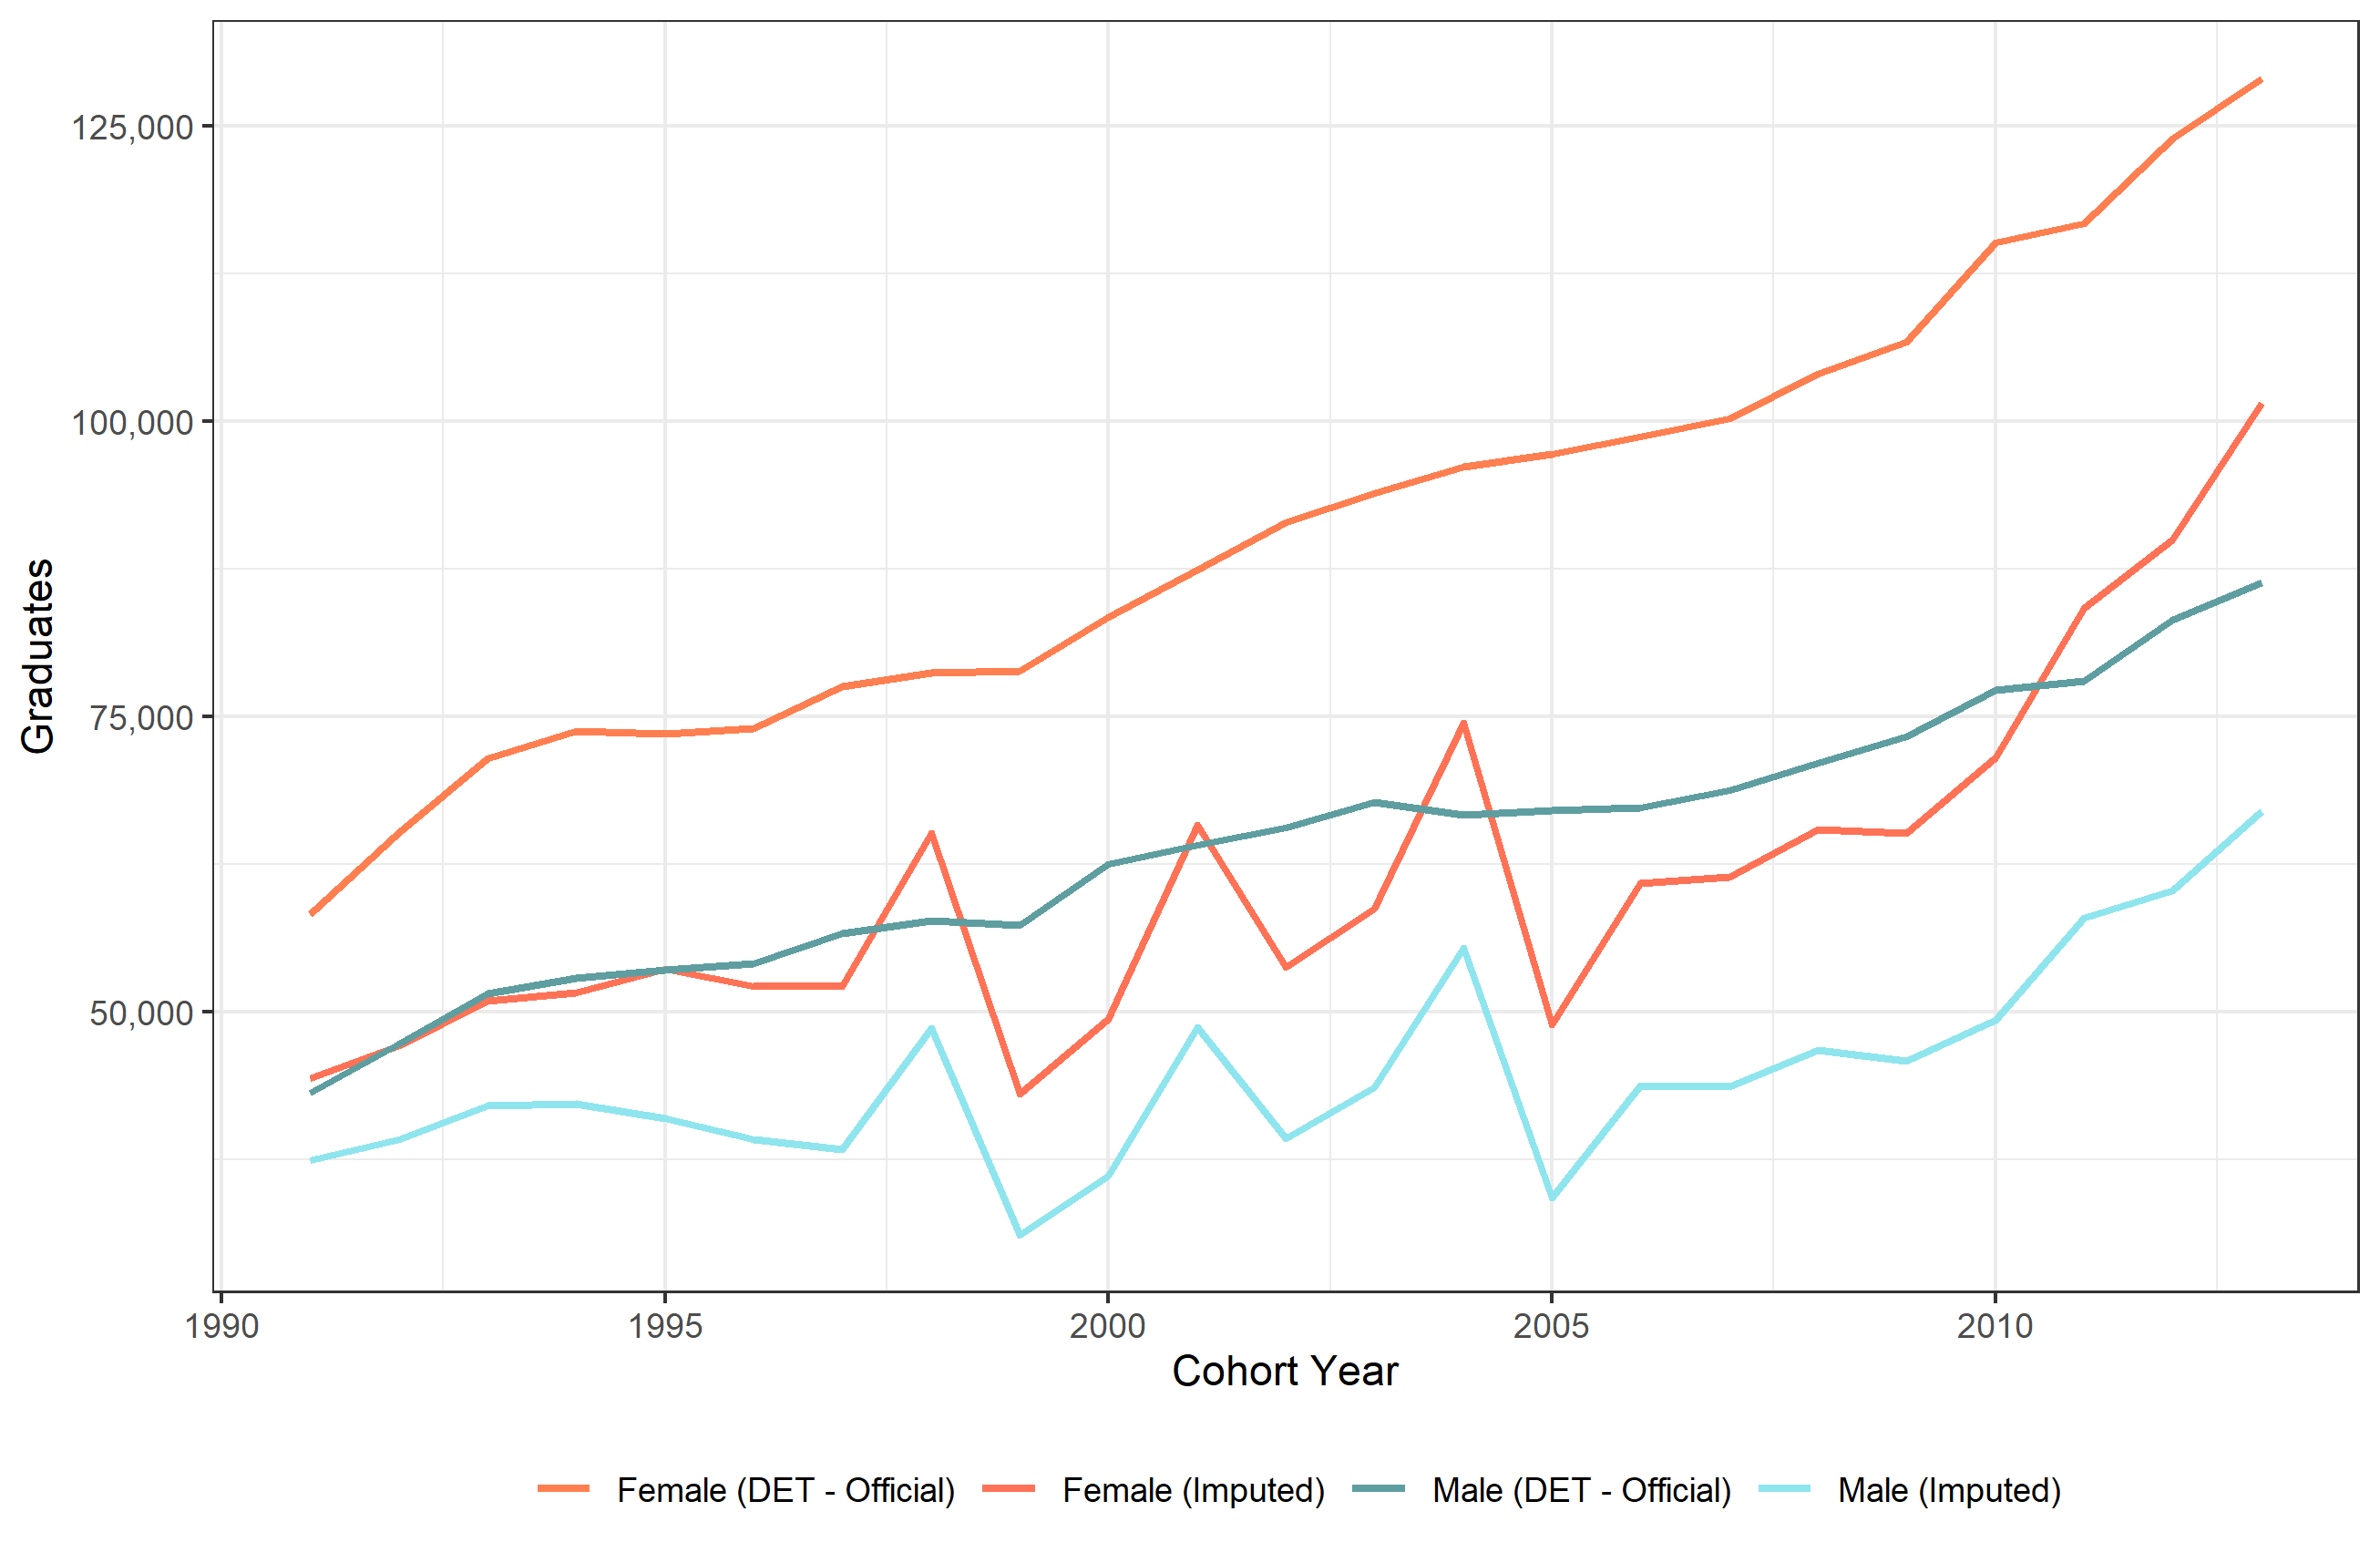 125,000
100,000
75,000
50,000
Graduates
1990 1995 2000 2005 2010
Cohort Year
Female (DET - Official) Female (Imputed) Male (DET - Official) Male (Imputed)